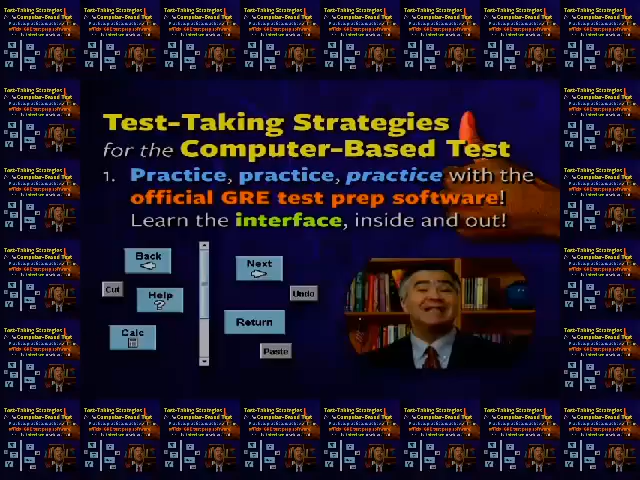 Test-Taking Strategies
for the Computer-Based Test
1. Practice, practice, practice with the
official GRE test prep software!
Learn the interface, inside and out!
Back
Next
Cut
Help
?
Undo
Calc
Return
Paste